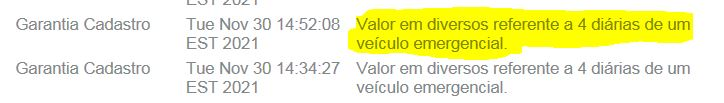 EST 2021
Garantia Cadastro Tue Nov 30 14:52:08 Valor em diversos referente a 4 diárias de um
EST 2021 veículo emergencial.
Garantia Cadastro Tue Nov 30 14:34:27 Valor em diversos referente a 4 diárias de um
EST 2021 veículo emergencial.